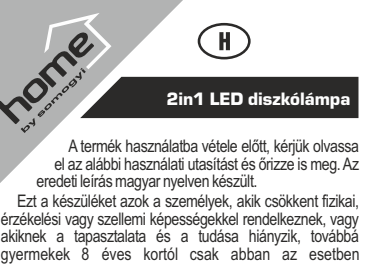 home
by somogyi
H
2in1 LED diszkólámpa
A termék használatba vétele előtt, kérjük olvassa
el az alábbi használati utasítást és őrizze is meg. Az
eredeti leírás magyar nyelven készült.
Ezt a készüléket azok a személyek, akik csökkent fizikai,
érzékelési vagy szellemi képességekkel rendelkeznek, vagy
akiknek a tapasztalata és a tudása hiányzik, továbbá
gyermekek 8 éves kortól csak abban az esetben